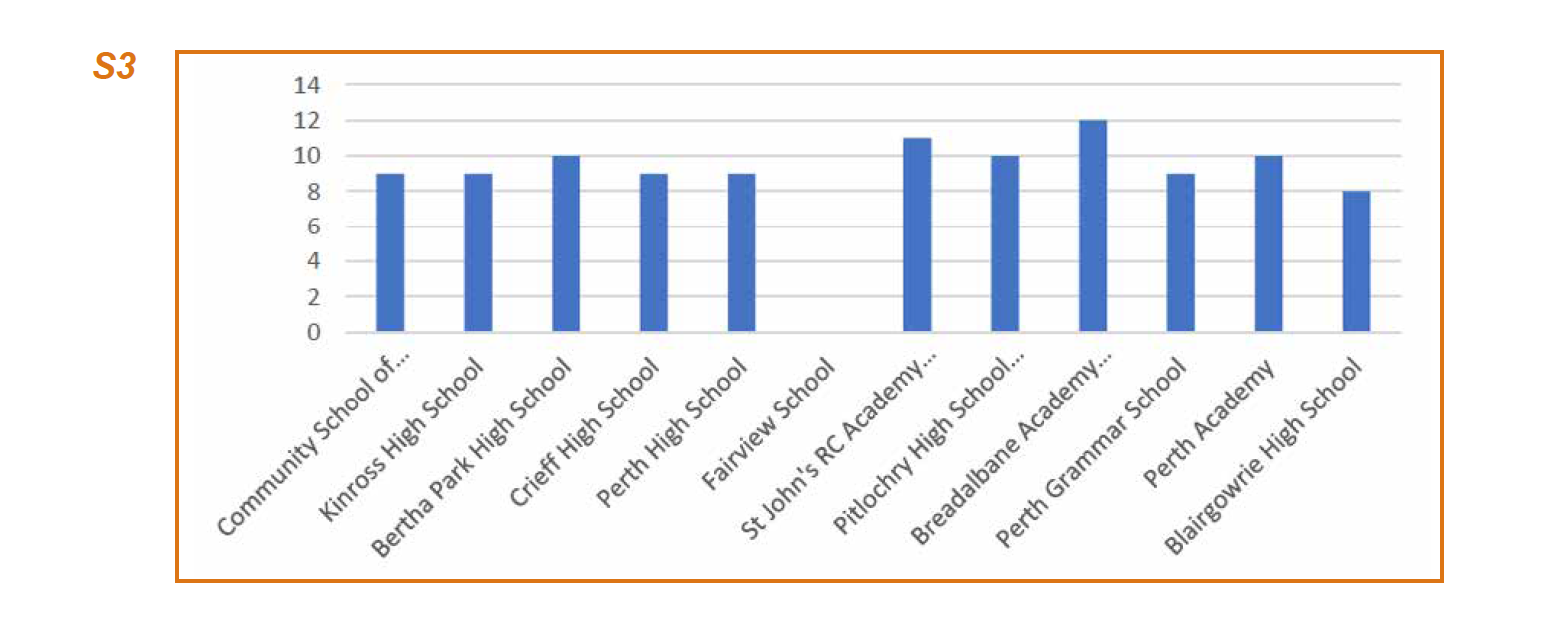 S3
14
12
10
8
6
4
2
0
Community School of...
Kinross High School
Bertha Park High School
Crieff High School
Perth High School
Fairview School
St John's RC Academy...
Pitlochry High School...
Breadalbane Academy...
Perth Grammar School
Perth Academy
Blairgowrie High School